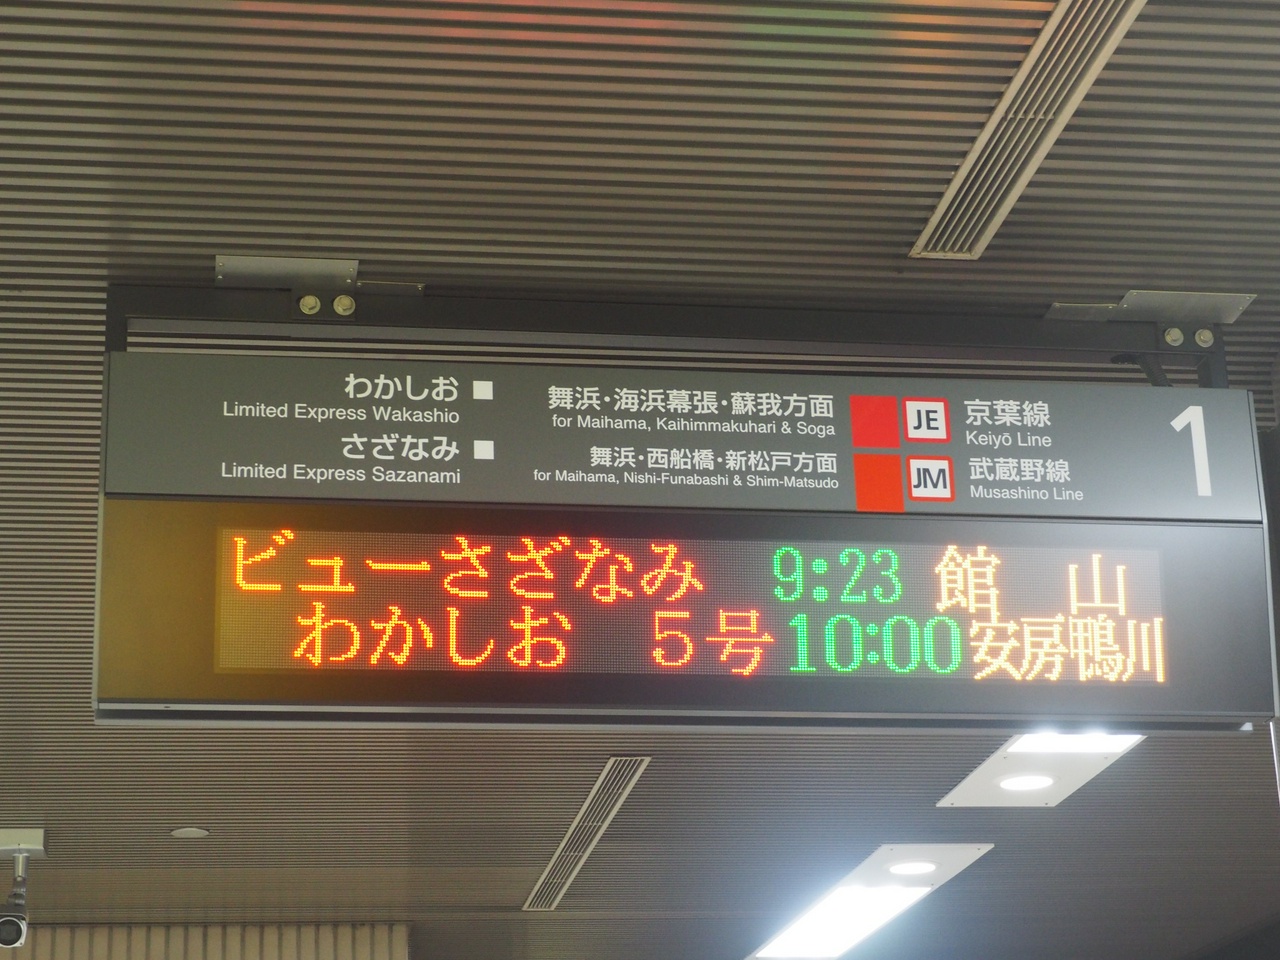 わかしお ■
Limited Express Wakashio
さざなみ ■
Limited Express Sazanami
舞浜・海浜幕張・蘇我方面
for Maihama, Kaihimmakuhari & Soga
JE 京葉線
Keiyō Line
舞浜・西船橋・新松戸方面
for Maihama, Nishi-Funabashi & Shim-Matsudo
JM 武蔵野線
Musashino Line
1
ビューさざなみ 9:23 館 山
わかしお 5号 10:00 安房鴨川